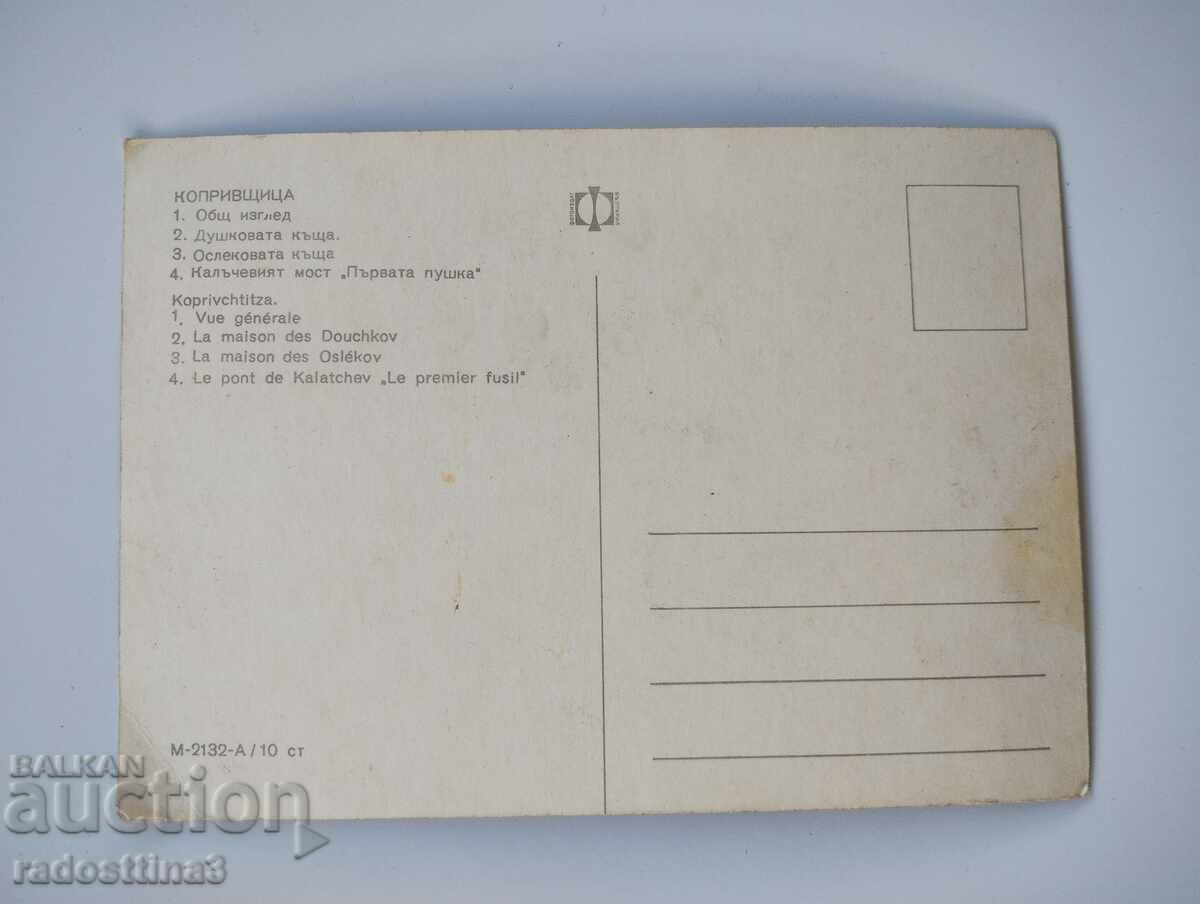 КОПРИВЩИЦА
1. Общ изглед
2. Душковата къща.
3. Ослековата къща
4. Калъчевият мост „Първата пушка"
Koprivchtitza.
1. Vue générale
2. La maison des Douchkov
3. La maison des Oslékov
4. Le pont de Kalatchev „Le premier fusil"
М-2132-А/10 ст
BALKAN
auction
radosttina3